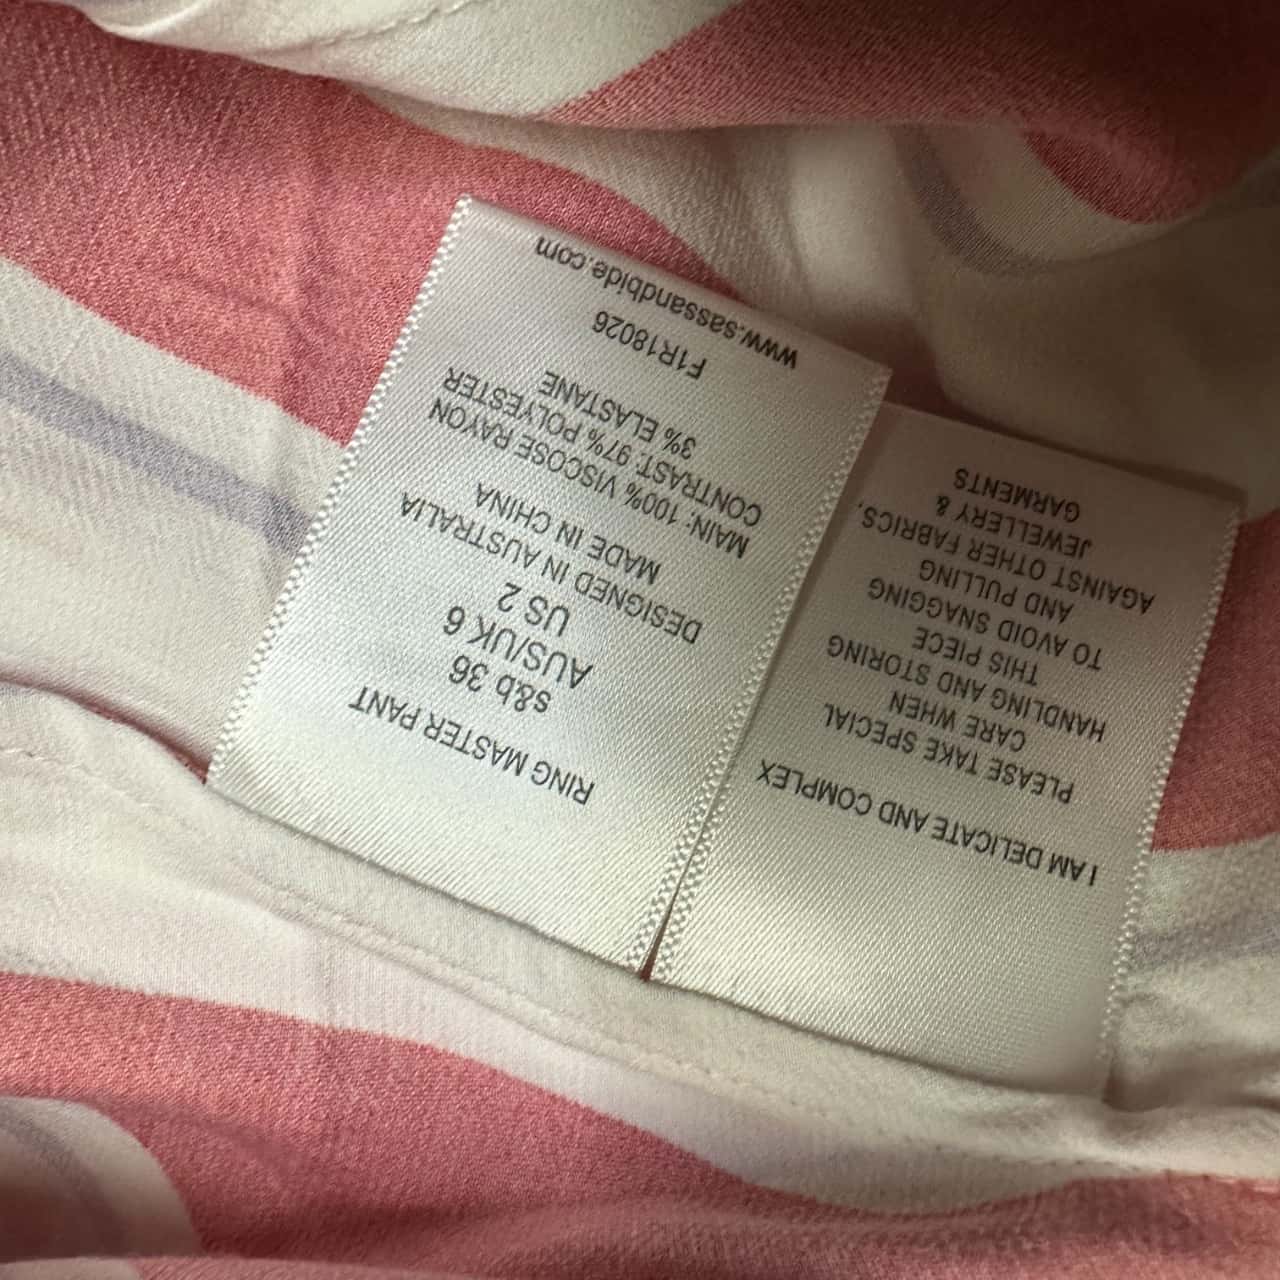 RING MASTER PANT
s&b 36
AUS/UK 6
US 2
DESIGNED IN AUSTRALIA
MADE IN CHINA
MAIN: 100% VISCOSE RAYON
CONTRAST: 97% POLYESTER
3% ELASTANE
F1R18026
www.sassandbide.com
I AM DELICATE AND COMPLEX
PLEASE TAKE SPECIAL
CARE WHEN
HANDLING AND STORING
THIS PIECE
TO AVOID SNAGGING
AND PULLING
AGAINST OTHER FABRICS,
JEWELLERY &
GARMENTS